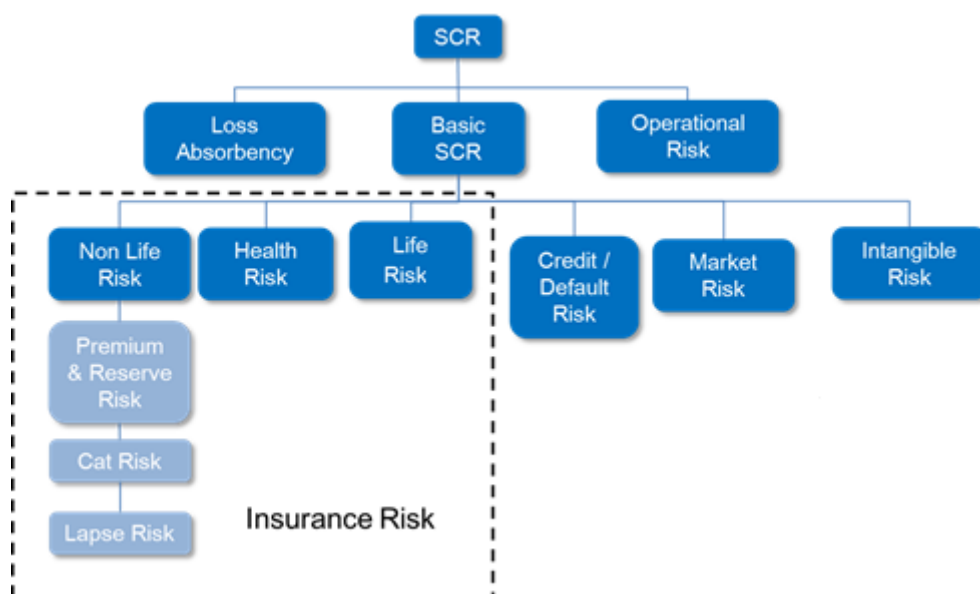 SCR
Loss
Absorbency
Basic
SCR
Operational
Risk
Non Life
Risk
Health
Risk
Life
Risk
Credit /
Default
Risk
Market
Risk
Intangible
Risk
Premium
& Reserve
Risk
Cat Risk
Lapse Risk
Insurance Risk